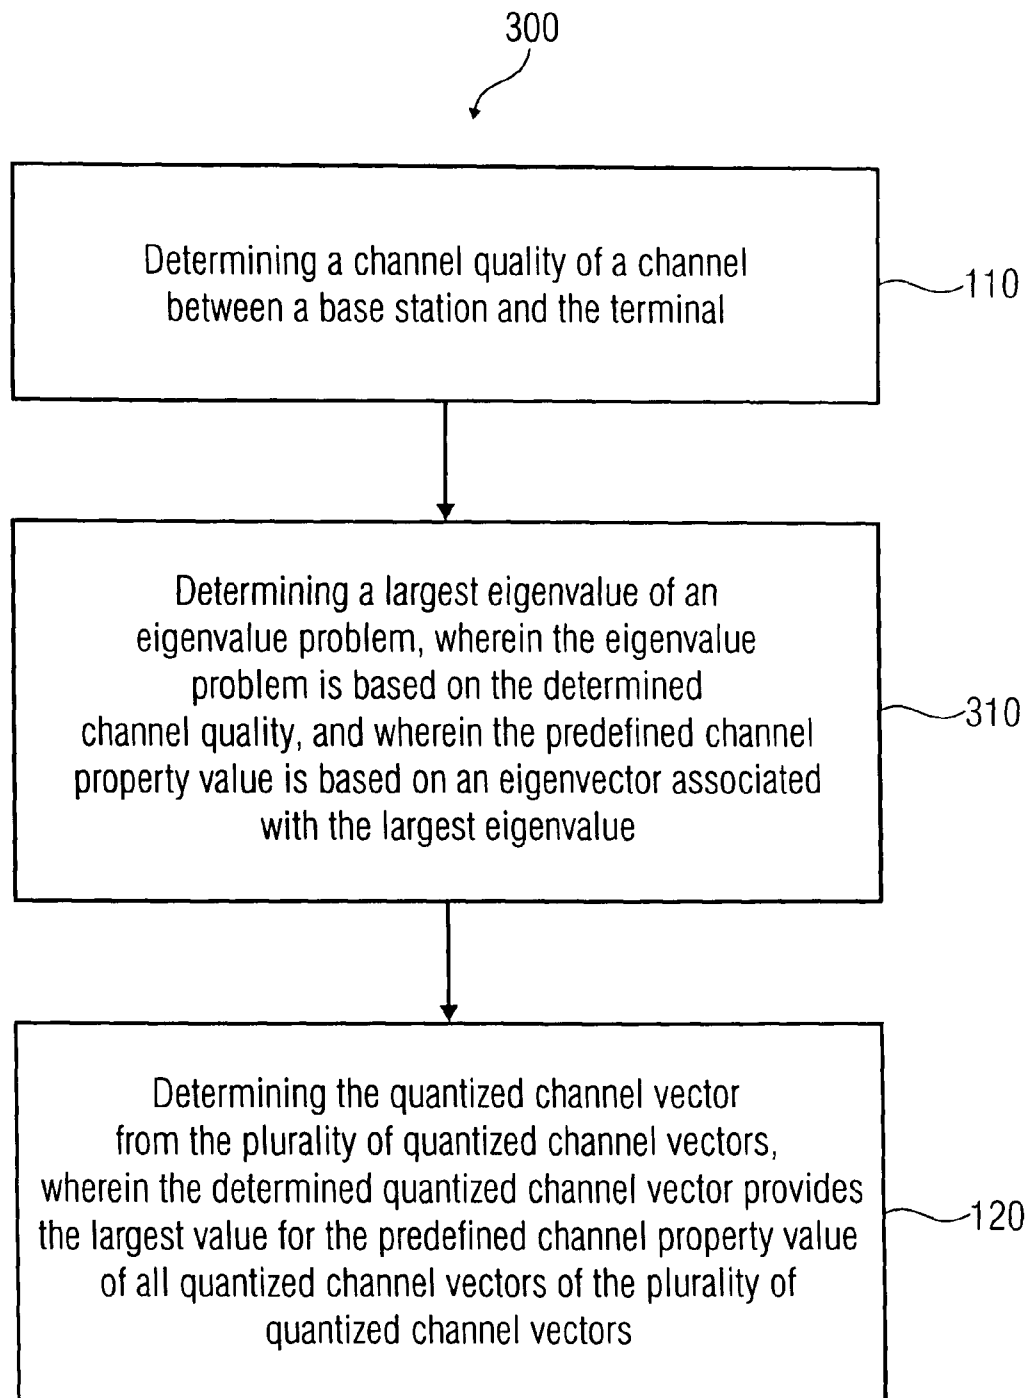 300
Determining a channel quality of a channel
between a base station and the terminal
110
Determining a largest eigenvalue of an
eigenvalue problem, wherein the eigenvalue
problem is based on the determined
channel quality, and wherein the predefined channel
property value is based on an eigenvector associated
with the largest eigenvalue
310
Determining the quantized channel vector
from the plurality of quantized channel vectors,
wherein the determined quantized channel vector provides
the largest value for the predefined channel property value
of all quantized channel vectors of the plurality of
quantized channel vectors
120